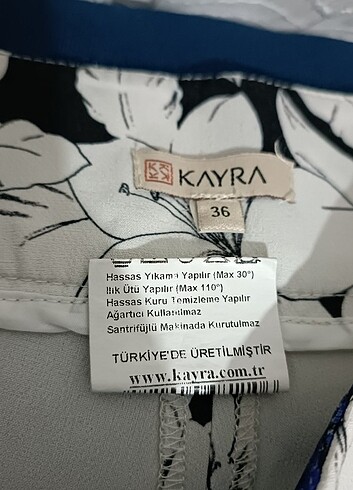 KAYRA
36
Hassas Yıkama Yapılır (Max 30°)
Ilık Ütü Yapılır (Max 110°)
Hassas Kuru Temizleme Yapılır
Ağartıcı Kullanılmaz
Santrifüjlü Makinada Kurutulmaz
TÜRKİYE'DE ÜRETİLMİŞTİR
www.kayra.com.tr